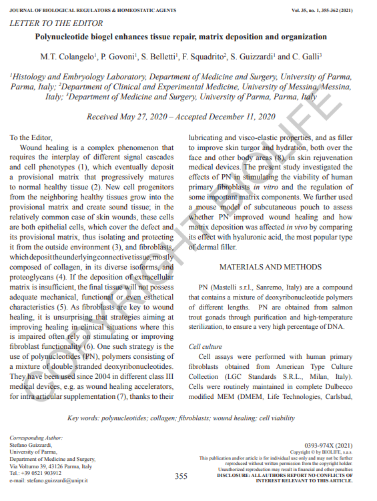 JOURNAL OF BIOLOGICAL REGULATORS & HOMEOSTATIC AGENTS
Vol. 35, no. 1, 355-362 (2021)
LETTER TO THE EDITOR
Polynucleotide biogel enhances tissue repair, matrix deposition and organization
M.T. Colangelo¹, P. Govoni¹, S. Belletti¹, F. Squadrito², S. Guizzardi¹ and C. Galli³
¹Histology and Embryology Laboratory, Department of Medicine and Surgery, University of Parma,
Parma, Italy; ²Department of Clinical and Experimental Medicine, University of Messina, Messina,
Italy; ³Department of Medicine and Surgery, University of Parma, Parma, Italy
Received May 27, 2020 – Accepted December 11, 2020
To the Editor,
Wound healing is a complex phenomenon that
requires the interplay of different signal cascades
and cell phenotypes (1), which eventually deposit
a provisional matrix that progressively matures
to normal healthy tissue (2). New cell progenitors
from the neighboring healthy tissues grow into the
provisional matrix and create sound tissue; in the
relatively common case of skin wounds, these cells
are both epithelial cells, which cover the defect and
its provisional matrix, thus isolating and protecting
it from the outside environment (3), and fibroblasts,
which deposit the underlying connective tissue, mostly
composed of collagen, in its diverse isoforms, and
proteoglycans (4). If the deposition of extracellular
matrix is insufficient, the final tissue will not possess
adequate mechanical, functional or aesthetical
characteristics (5). As fibroblasts are key to wound
healing, it is unsurprising that strategies aiming at
improving healing in clinical situations where this
is impaired often rely on stimulating or improving
fibroblast functionality (6). One such strategy is the
use of polynucleotides (PN), polymers consisting of
a mixture of double stranded deoxyribonucleotides.
They have been used since 2004 in different class III
medical devices, e.g. as wound healing accelerators,
for intra articular supplementation (7), thanks to their
lubricating and visco-elastic properties, and as filler
to improve skin turgor and hydration, both over the
face and other body areas (8), in skin rejuvenation
medical devices. The present study investigated the
effects of PN in stimulating the viability of human
primary fibroblasts in vitro and the regulation of
some important matrix components. We further used
a mouse model of subcutaneous pouch to assess
whether PN improved wound healing and how
matrix deposition was affected in vivo by comparing
its effect with hyaluronic acid, the most popular type
of dermal filler.
MATERIALS AND METHODS
PN (Mastelli s.r.l., Sanremo, Italy) are a compound
that contains a mixture of deoxyribonucleotide polymers
of different lengths. PN are obtained from salmon
trout gonads through purification and high-temperature
sterilization, to ensure a very high percentage of DNA.
Cell culture
Cell assays were performed with human primary
fibroblasts obtained from American Type Culture
Collection (LGC Standards S.R.L., Milan, Italy).
Cells were routinely maintained in complete Dulbecco
modified MEM (DMEM, Life Technologies, Carlsbad,
Key words: polynucleotides; collagen; fibroblasts; wound healing; cell viability
Corresponding Author:
Stefano Guizzardi,
University of Parma,
Department of Medicine and Surgery,
Via Volturno 39, 43126 Parma, Italy
Tel.: +39 0521 903912
e-mail: stefano.guizzardi@unipr.it
355
0393-974X (2021)
Copyright © by BIOLIFE, s.a.s.
This publication and/or article is for individual use only and may not be further
reproduced without written permission from the copyright holder.
Unauthorized reproduction may result in financial and other penalties
DISCLOSURE: ALL AUTHORS REPORT NO CONFLICTS OF
INTEREST RELEVANT TO THIS ARTICLE.
COPYRIGHT BIOLIFE